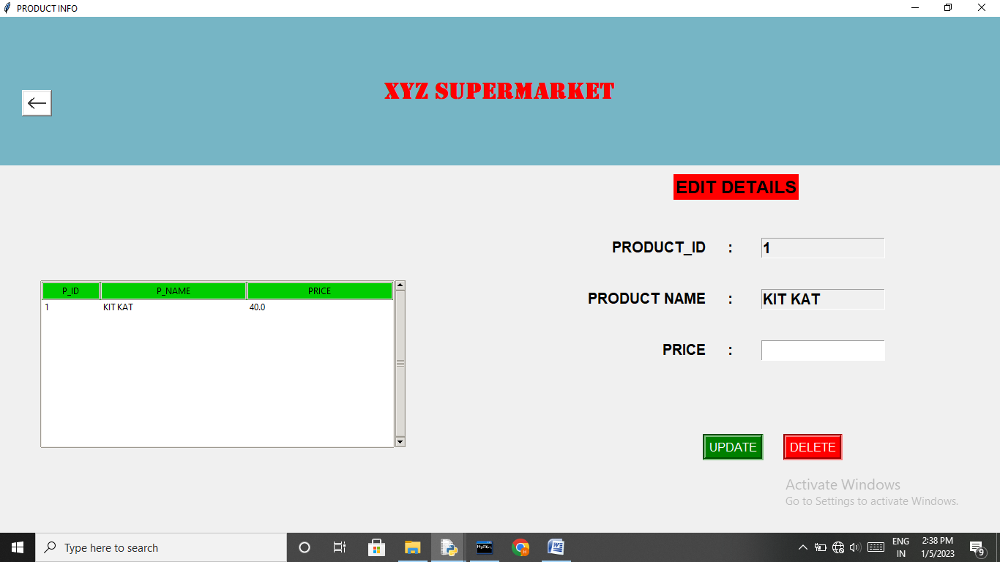 PRODUCT INFO
XYZ SUPERMARKET
EDIT DETAILS
PRODUCT_ID : 1
P_ID P_NAME PRICE
1 KIT KAT 40.0
PRODUCT NAME : KIT KAT
PRICE :
UPDATE DELETE
Activate Windows
Go to Settings to activate Windows.
Type here to search
ENG
IN
2:38 PM
1/5/2023
9